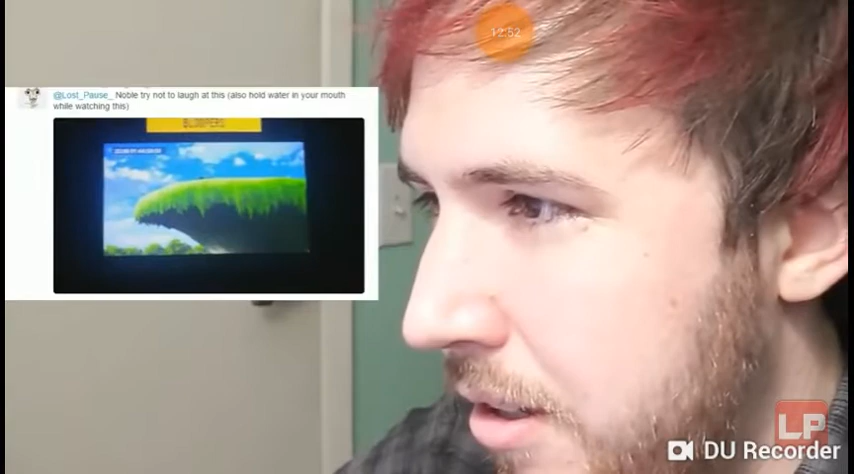 12:52
@Lost_Pause_ Noble try not to laugh at this (also hold water in your mouth
while watching this)
BLOOPERS
LP
DU Recorder